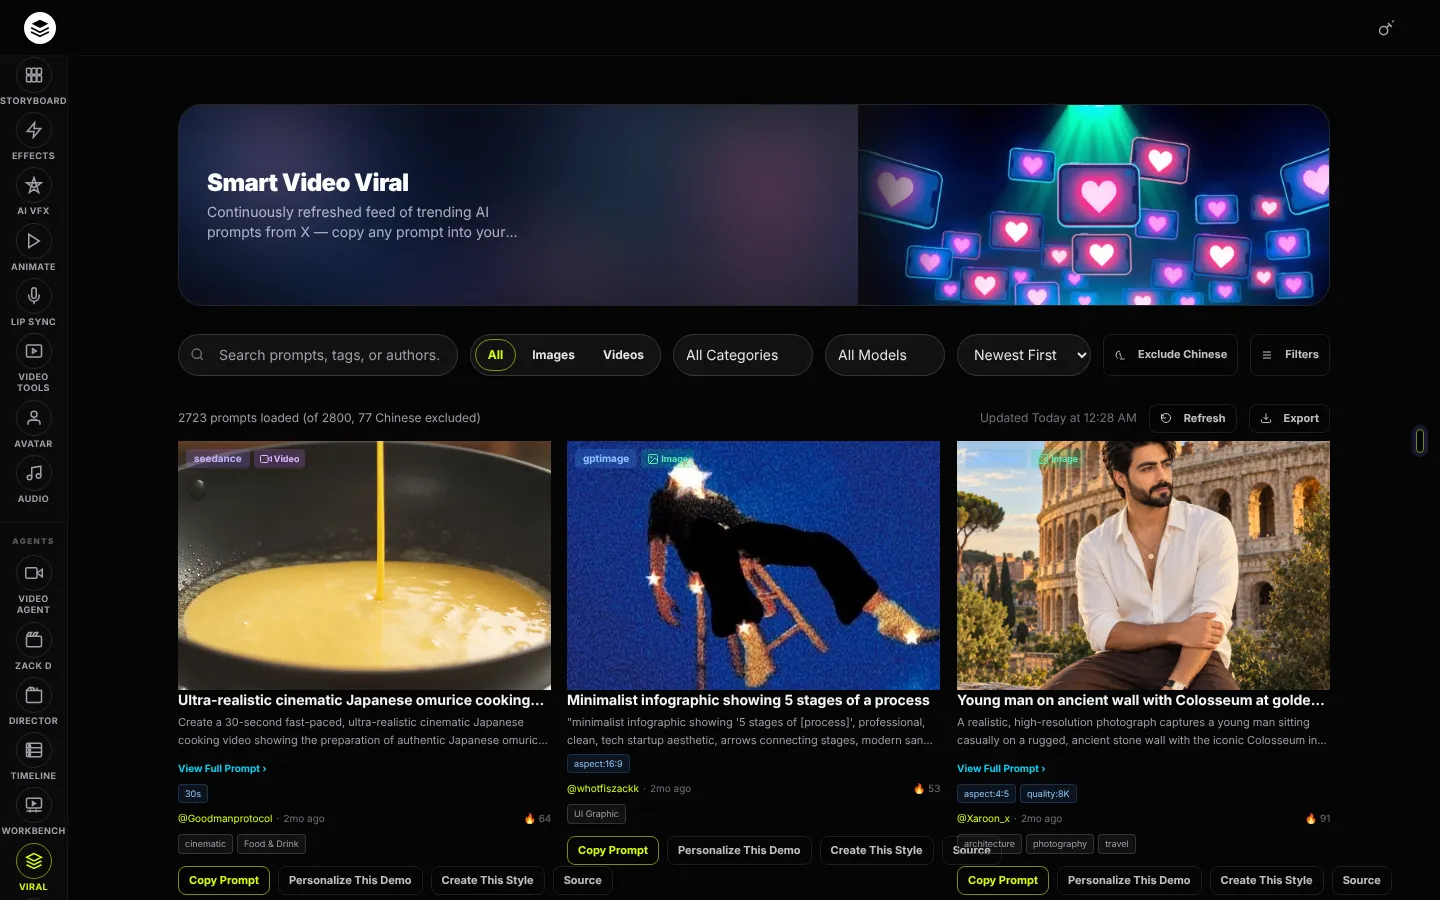 STORYBOARD
EFFECTS
AI VFX
ANIMATE
LIP SYNC
VIDEO
TOOLS
AVATAR
AUDIO
AGENTS
VIDEO
AGENT
ZACK D
DIRECTOR
TIMELINE
WORKBENCH
VIRAL
Smart Video Viral
Continuously refreshed feed of trending AI
prompts from X — copy any prompt into your...
Search prompts, tags, or authors.
All Images Videos
All Categories
All Models
Newest First
Exclude Chinese
Filters
2723 prompts loaded (of 2800, 77 Chinese excluded)
Updated Today at 12:28 AM
Refresh
Export
seedance Video
Ultra-realistic cinematic Japanese omurice cooking...
Create a 30-second fast-paced, ultra-realistic cinematic Japanese
cooking video showing the preparation of authentic Japanese omuric...
View Full Prompt ›
30s
@Goodmanprotocol · 2mo ago 🔥 64
cinematic Food & Drink
Copy Prompt Personalize This Demo Create This Style Source
gptimage Image
Minimalist infographic showing 5 stages of a process
"minimalist infographic showing '5 stages of [process]', professional,
clean, tech startup aesthetic, arrows connecting stages, modern san...
aspect:16:9
@whotfiszackk · 2mo ago 🔥 53
UI Graphic
Copy Prompt Personalize This Demo Create This Style Source
Image
Young man on ancient wall with Colosseum at golde...
A realistic, high-resolution photograph captures a young man sitting
casually on a rugged, ancient stone wall with the iconic Colosseum in...
View Full Prompt ›
aspect:4:5 quality:8K
@Xaroon_x · 2mo ago 🔥 91
architecture photography travel
Copy Prompt Personalize This Demo Create This Style Source